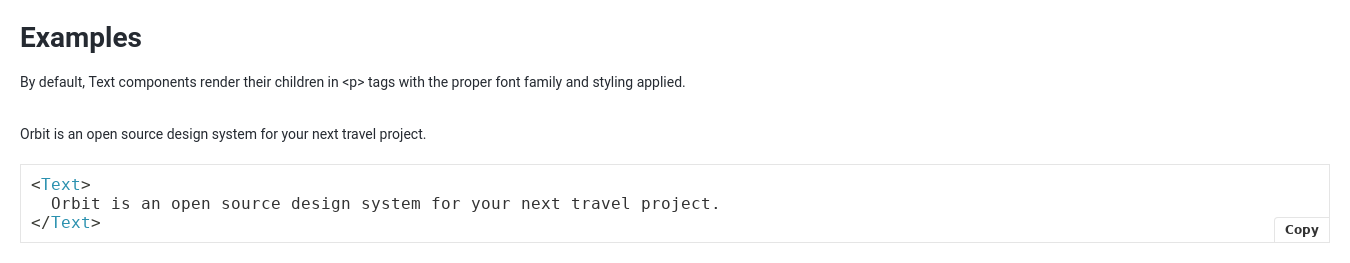 Examples
By default, Text components render their children in <p> tags with the proper font family and styling applied.
Orbit is an open source design system for your next travel project.
<Text>
  Orbit is an open source design system for your next travel project.
</Text>
Copy